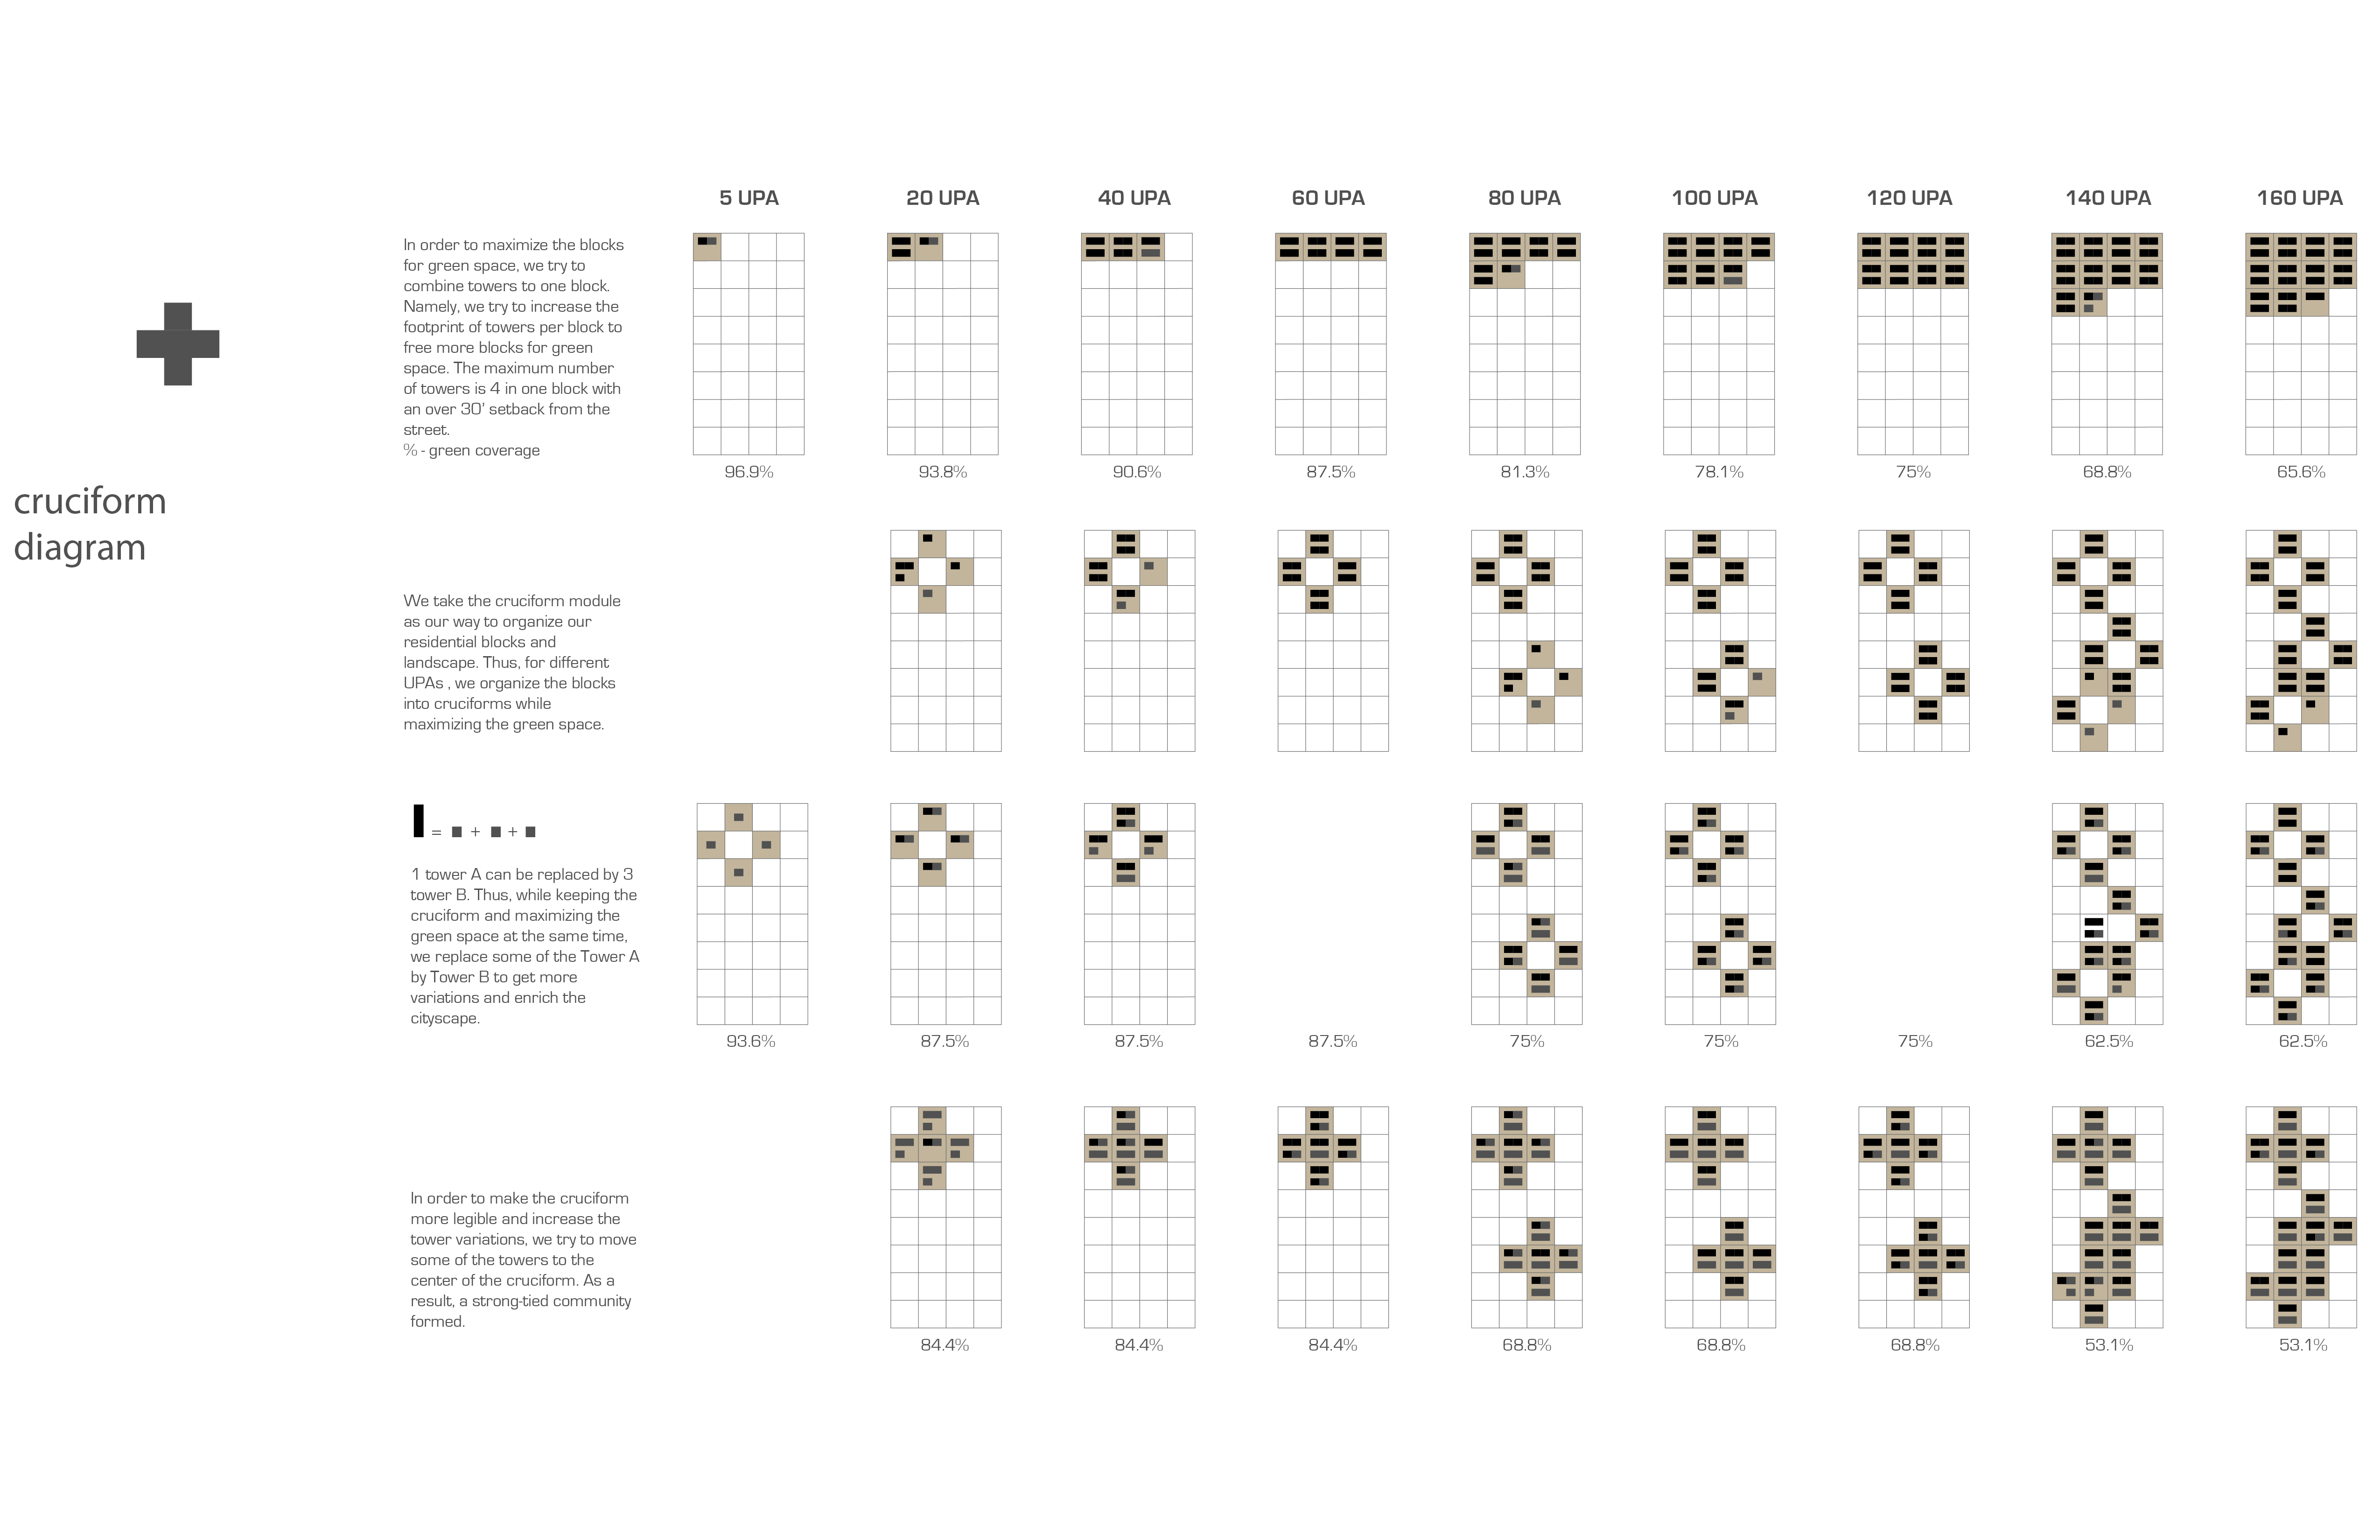 5 UPA 20 UPA 40 UPA 60 UPA 80 UPA 100 UPA 120 UPA 140 UPA 160 UPA
In order to maximize the blocks
for green space, we try to
combine towers to one block.
Namely, we try to increase the
footprint of towers per block to
free more blocks for green
space. The maximum number
of towers is 4 in one block with
an over 30' setback from the
street.
% - green coverage
96.9% 93.8% 90.6% 87.5% 81.3% 78.1% 75% 68.8% 65.6%
cruciform
diagram
We take the cruciform module
as our way to organize our
residential blocks and
landscape. Thus, for different
UPAs , we organize the blocks
into cruciforms while
maximizing the green space.
= + +
1 tower A can be replaced by 3
tower B. Thus, while keeping the
cruciform and maximizing the
green space at the same time,
we replace some of the Tower A
by Tower B to get more
variations and enrich the
cityscape.
93.6% 87.5% 87.5% 87.5% 75% 75% 75% 62.5% 62.5%
In order to make the cruciform
more legible and increase the
tower variations, we try to move
some of the towers to the
center of the cruciform. As a
result, a strong-tied community
formed.
84.4% 84.4% 84.4% 68.8% 68.8% 68.8% 53.1% 53.1%